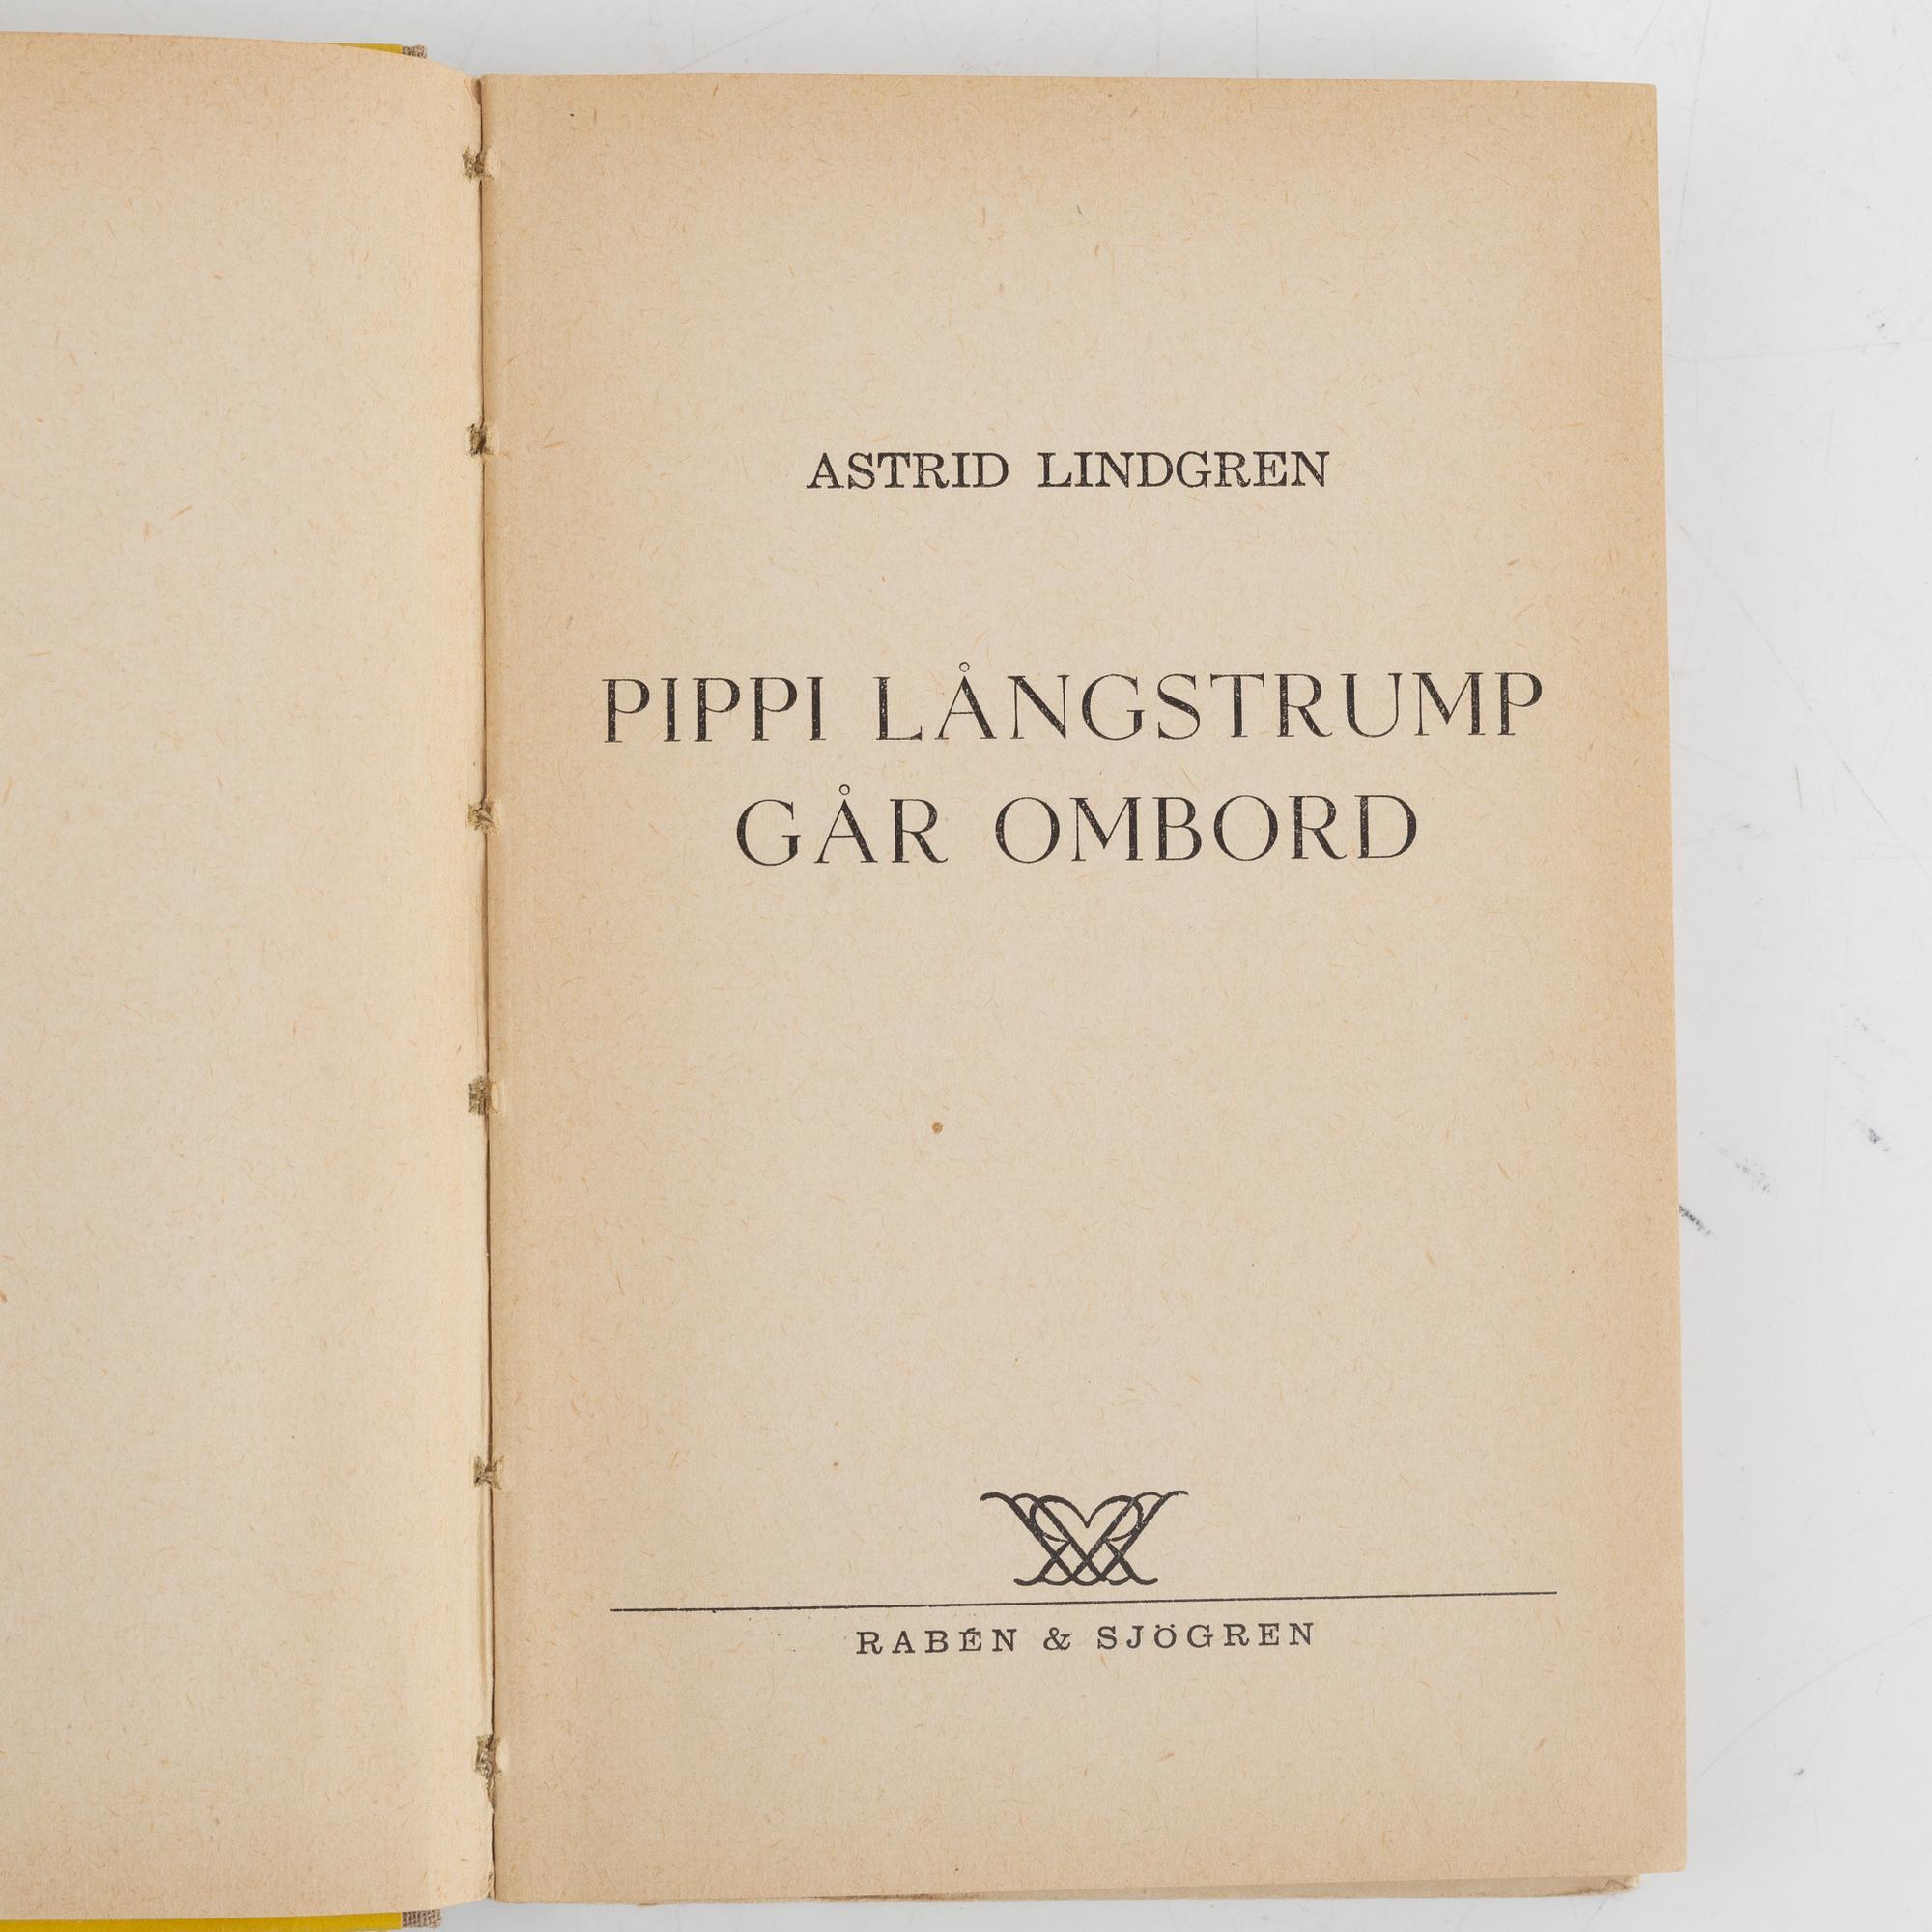 ASTRID LINDGREN
PIPPI LÅNGSTRUMP
GÅR OMBORD
RABÉN & SJÖGREN